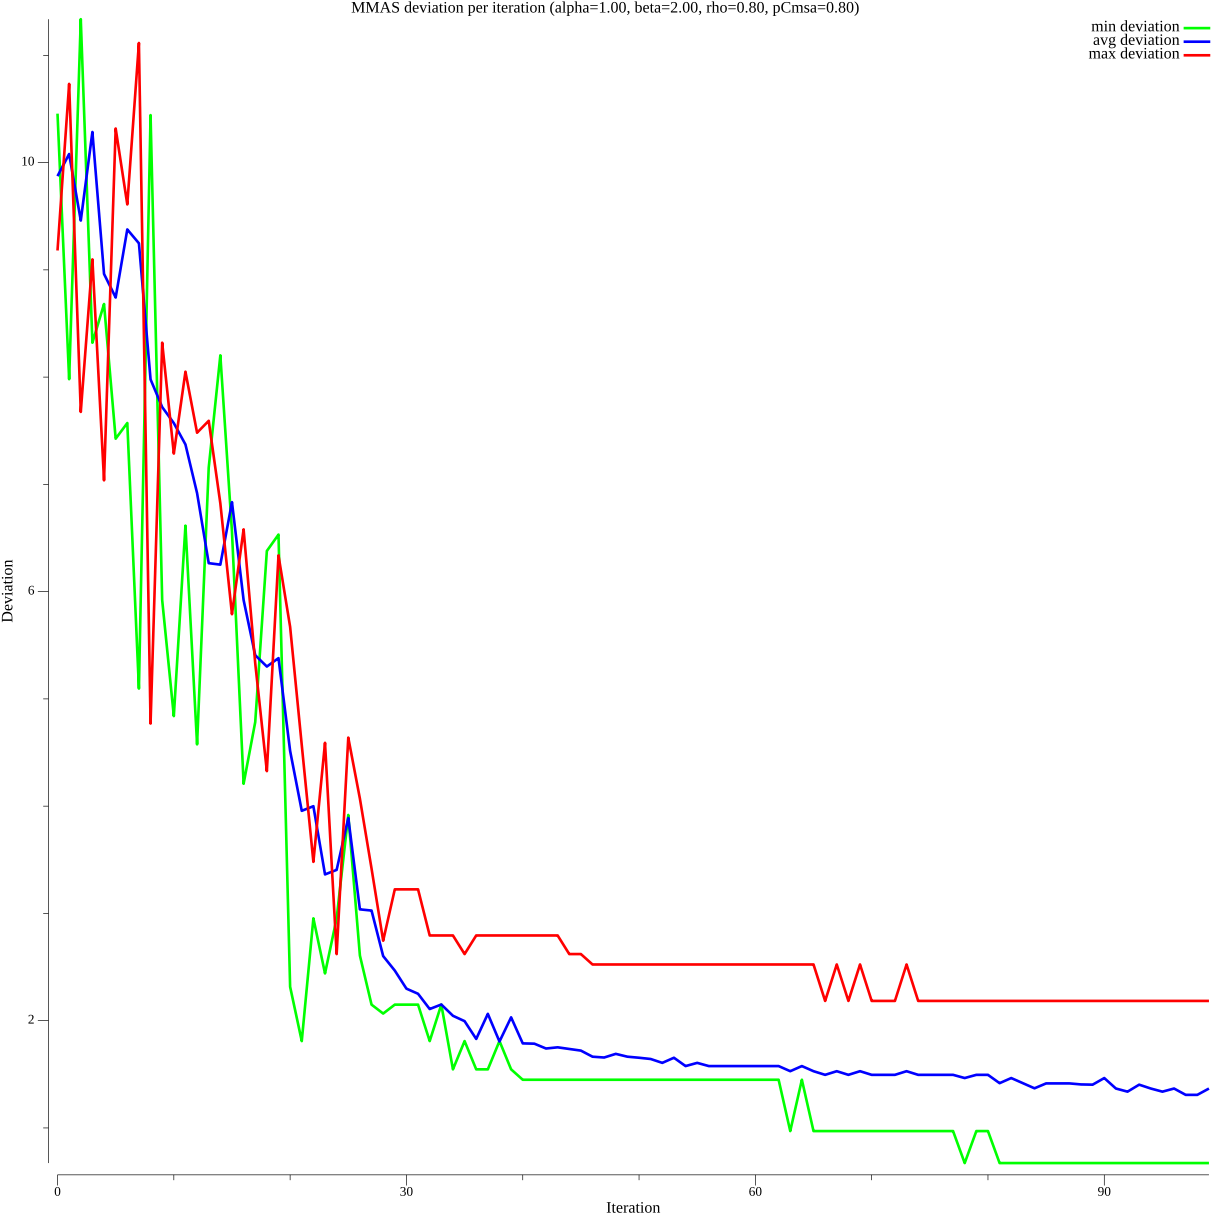 MMAS deviation per iteration (alpha=1.00, beta=2.00, rho=0.80, pCmsa=0.80)
min deviation
avg deviation
max deviation
10
6
2
Deviation
0
30
60
90
Iteration